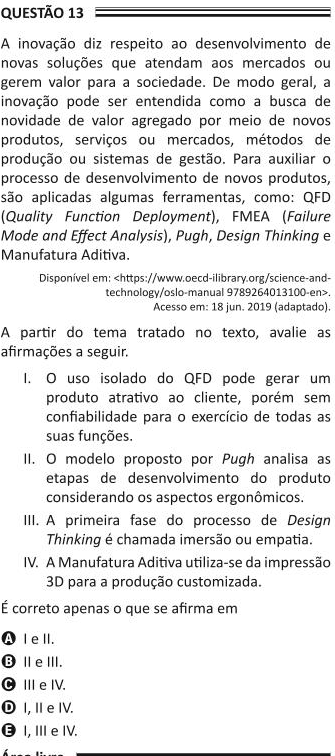 QUESTÃO 13
A inovação diz respeito ao desenvolvimento de
novas soluções que atendam aos mercados ou
gerem valor para a sociedade. De modo geral, a
inovação pode ser entendida como a busca de
novidade de valor agregado por meio de novos
produtos, serviços ou mercados, métodos de
produção ou sistemas de gestão. Para auxiliar o
processo de desenvolvimento de novos produtos,
são aplicadas algumas ferramentas, como: QFD
(Quality Function Deployment), FMEA (Failure
Mode and Effect Analysis), Pugh, Design Thinking e
Manufatura Aditiva.
Disponível em: <https://www.oecd-ilibrary.org/science-and-
technology/oslo-manual 9789264013100-en>.
Acesso em: 18 jun. 2019 (adaptado).
A partir do tema tratado no texto, avalie as
afirmações a seguir.
I. O uso isolado do QFD pode gerar um
produto atrativo ao cliente, porém sem
confiabilidade para o exercício de todas as
suas funções.
II. O modelo proposto por Pugh analisa as
etapas de desenvolvimento do produto
considerando os aspectos ergonômicos.
III. A primeira fase do processo de Design
Thinking é chamada imersão ou empatia.
IV. A Manufatura Aditiva utiliza-se da impressão
3D para a produção customizada.
É correto apenas o que se afirma em
A I e II.
B II e III.
C III e IV.
D I, II e IV.
E I, III e IV.